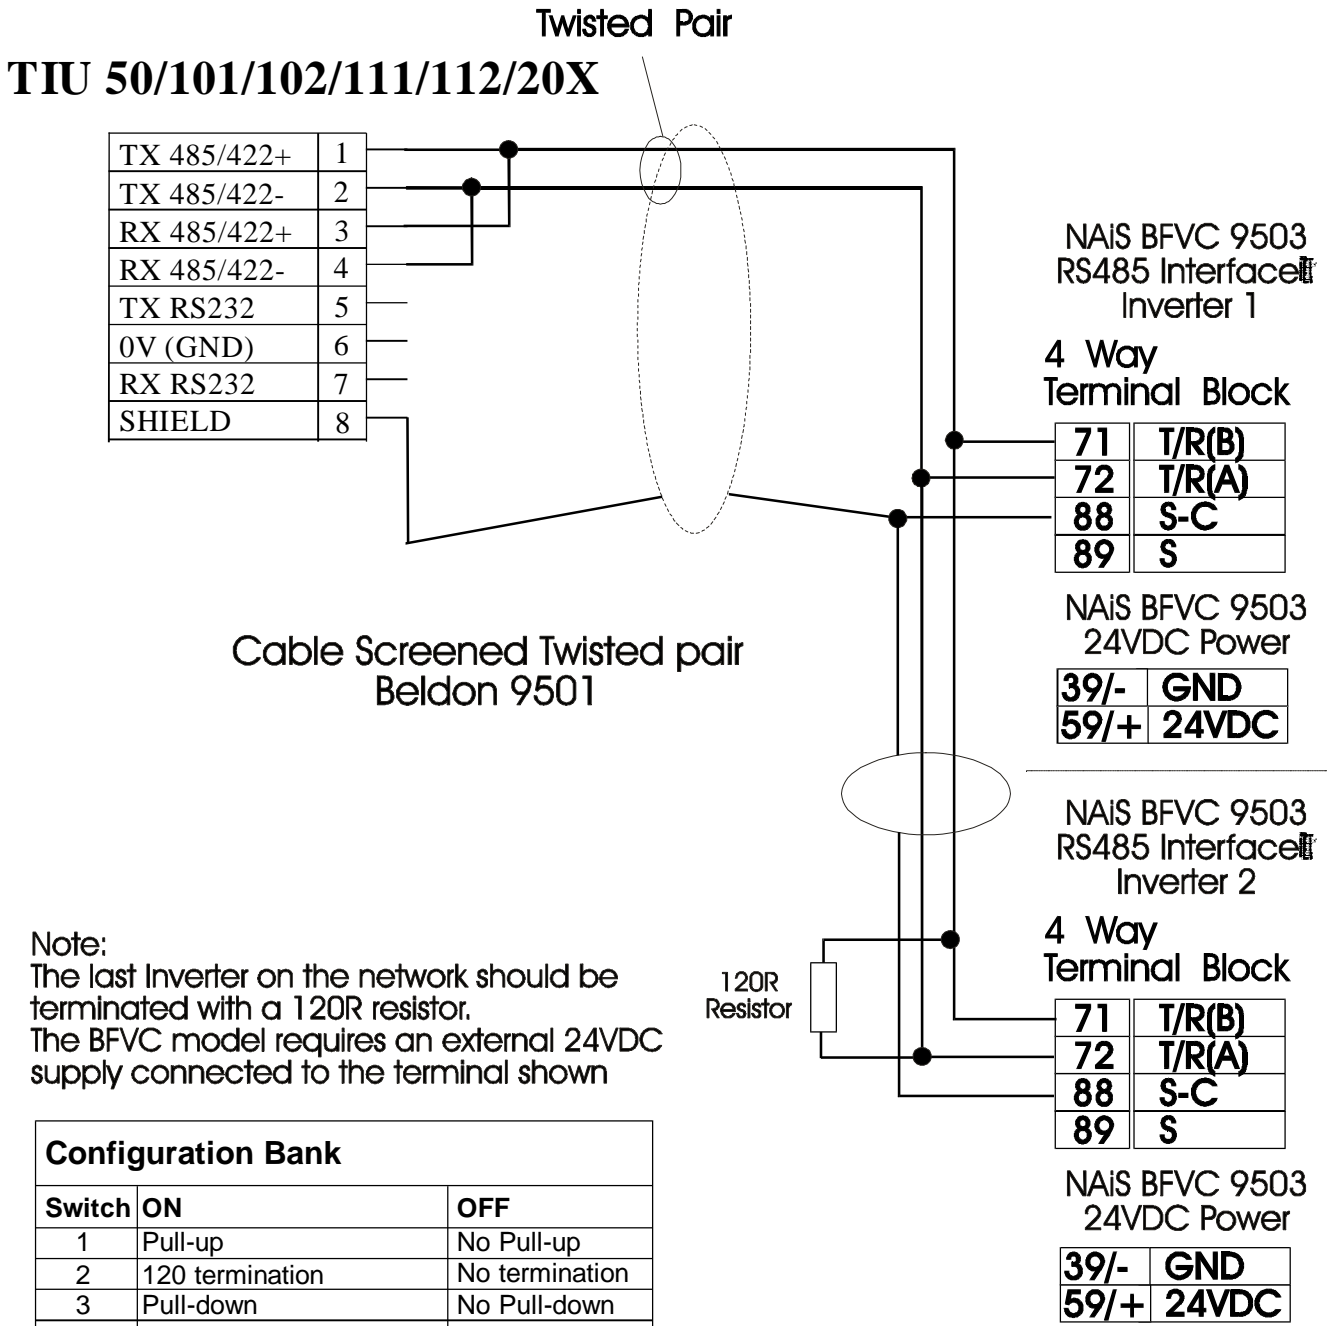 Twisted Pair
TIU 50/101/102/111/112/20X
TX 485/422+ 1
TX 485/422- 2
RX 485/422+ 3
RX 485/422- 4
TX RS232 5
0V (GND) 6
RX RS232 7
SHIELD 8
NAiS BFVC 9503
RS485 Interface
Inverter 1
4 Way
Terminal Block
71 T/R(B)
72 T/R(A)
88 S-C
89 S
NAiS BFVC 9503
24VDC Power
39/- GND
59/+ 24VDC
Cable Screened Twisted pair
Beldon 9501
NAiS BFVC 9503
RS485 Interface
Inverter 2
4 Way
Terminal Block
71 T/R(B)
72 T/R(A)
88 S-C
89 S
NAiS BFVC 9503
24VDC Power
39/- GND
59/+ 24VDC
120R
Resistor
Note:
The last Inverter on the network should be
terminated with a 120R resistor.
The BFVC model requires an external 24VDC
supply connected to the terminal shown
Configuration Bank
Switch ON OFF
1 Pull-up No Pull-up
2 120 termination No termination
3 Pull-down No Pull-down